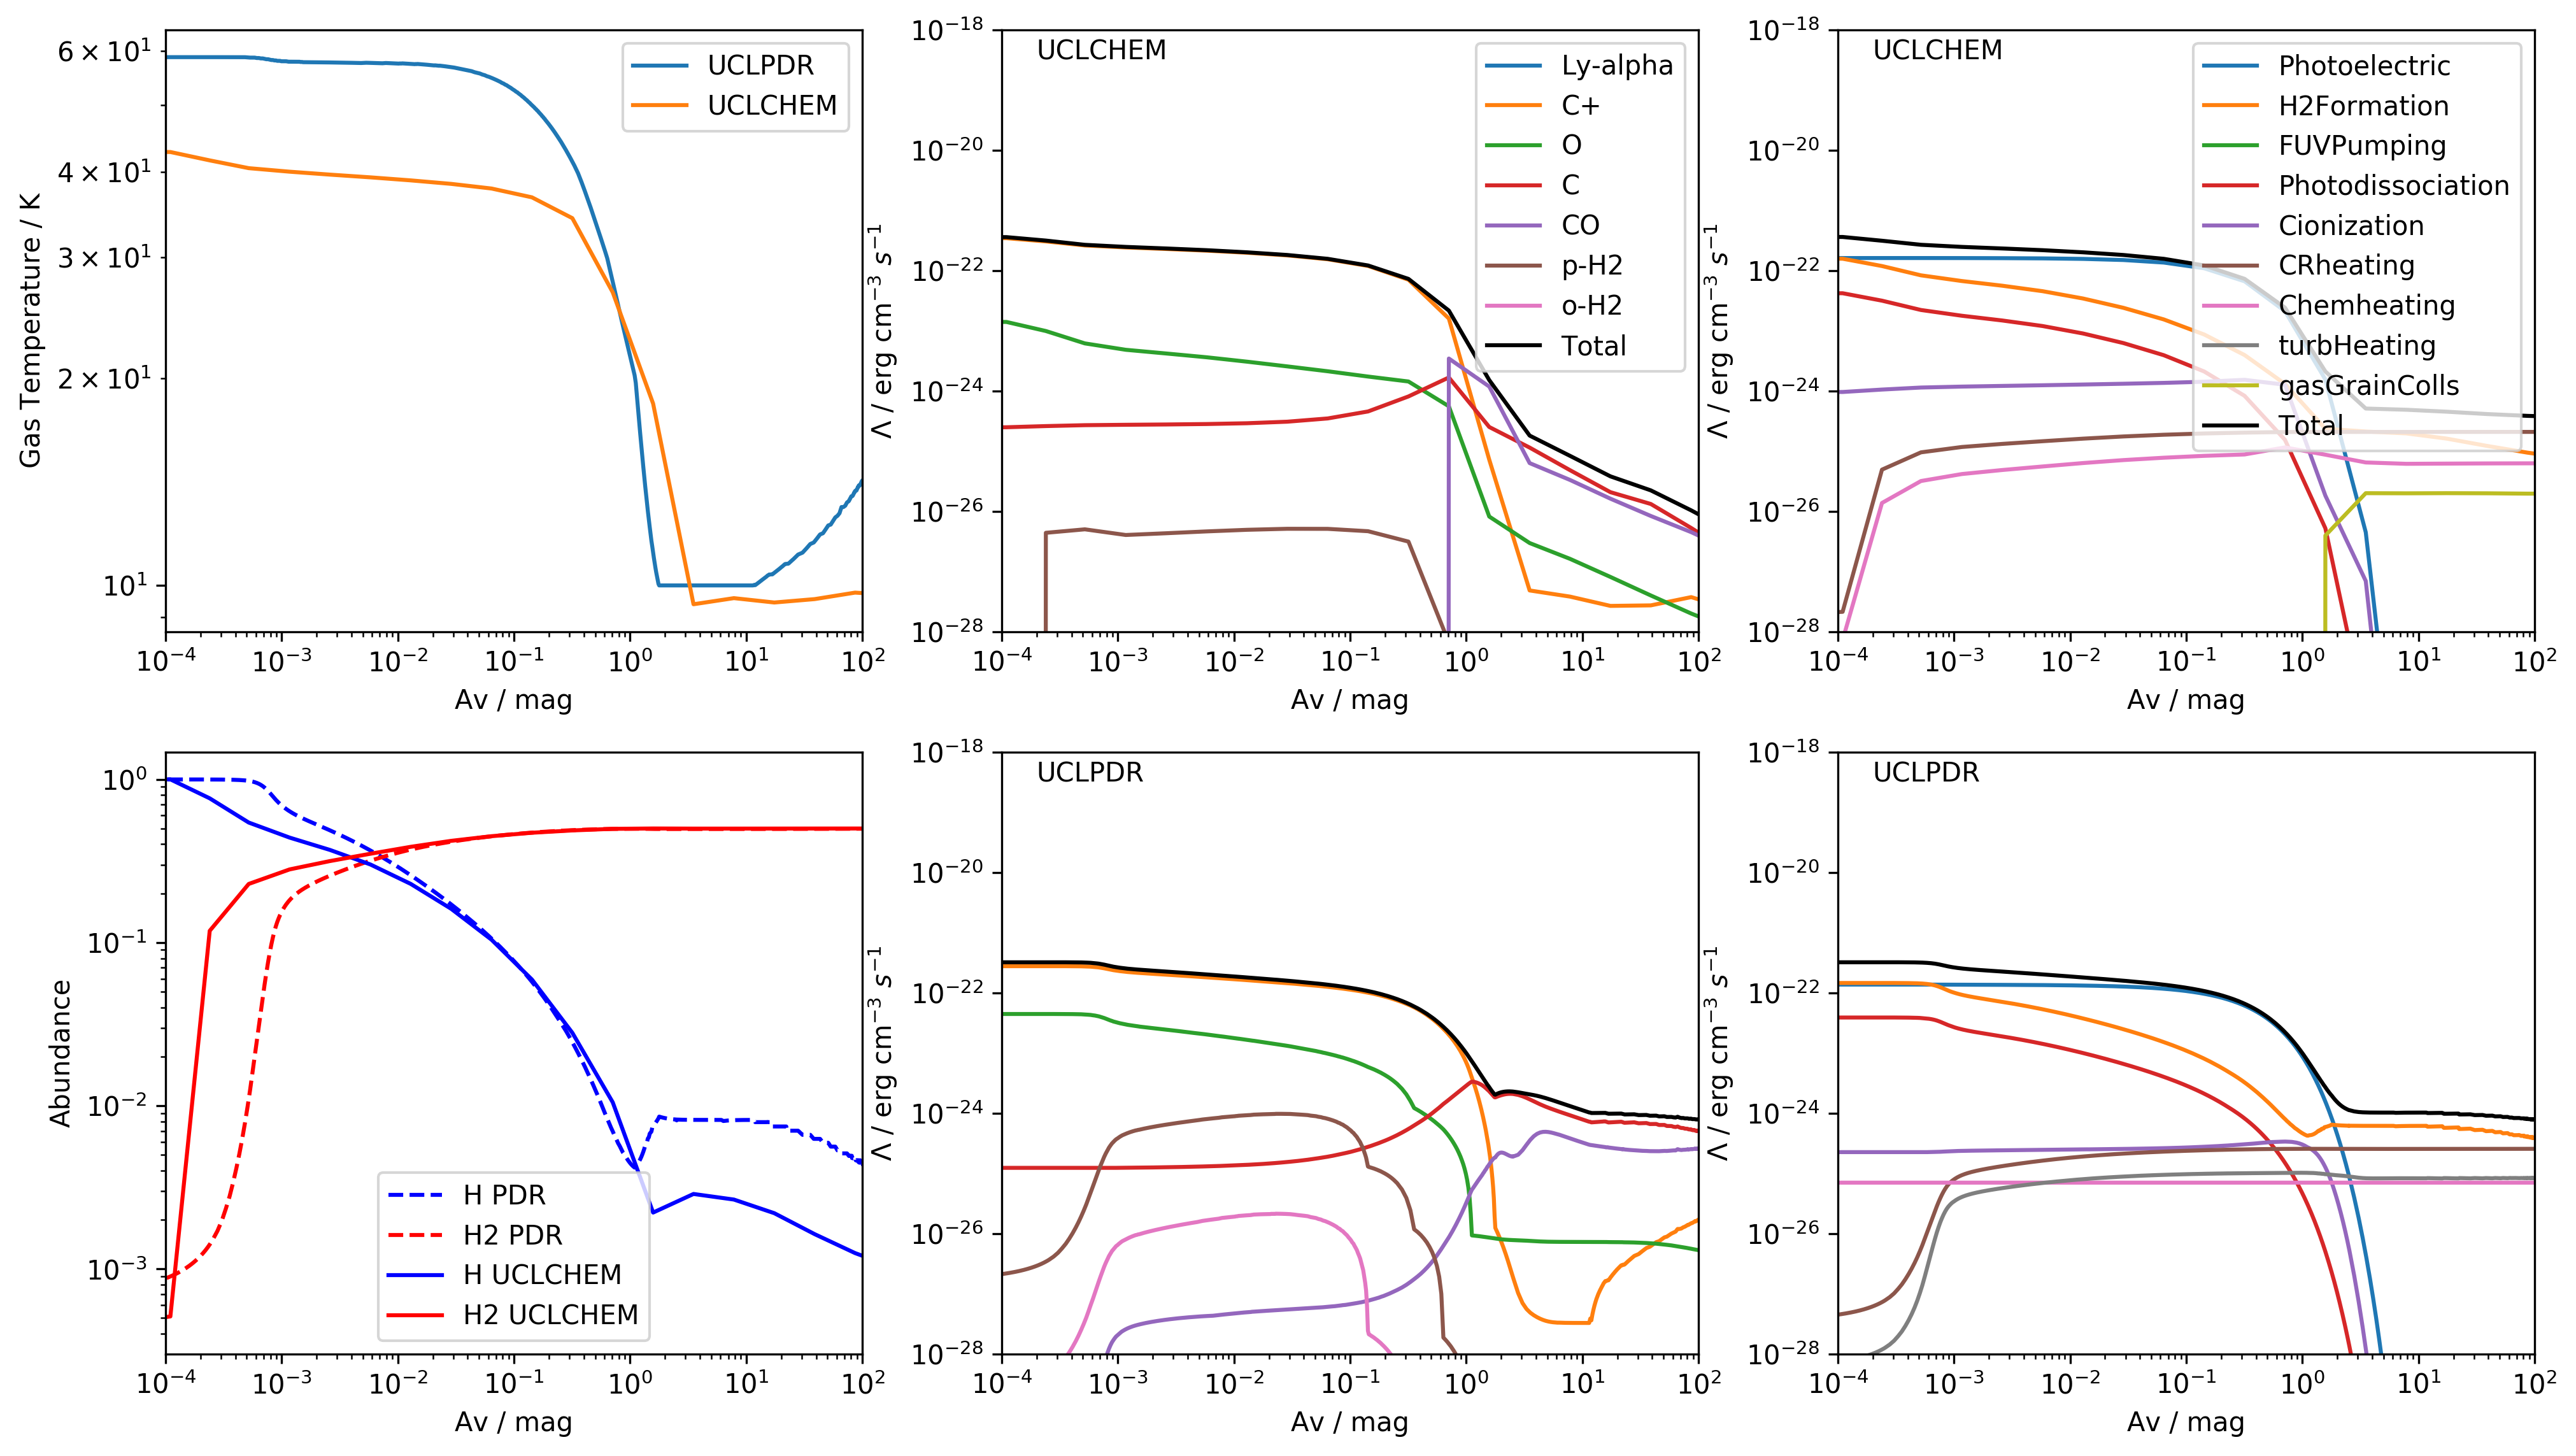 6 × 10¹
4 × 10¹
3 × 10¹
2 × 10¹
10¹
Gas Temperature / K
UCLPDR
UCLCHEM
10⁻⁴ 10⁻³ 10⁻² 10⁻¹ 10⁰ 10¹ 10²
Av / mag
10⁻¹⁸
10⁻²⁰
10⁻²²
10⁻²⁴
10⁻²⁶
10⁻²⁸
Λ / erg cm⁻³ s⁻¹
UCLCHEM
Ly-alpha
C+
O
C
CO
p-H2
o-H2
Total
10⁻⁴ 10⁻³ 10⁻² 10⁻¹ 10⁰ 10¹ 10²
Av / mag
10⁻¹⁸
10⁻²⁰
10⁻²²
10⁻²⁴
10⁻²⁶
10⁻²⁸
Λ / erg cm⁻³ s⁻¹
UCLCHEM
Photoelectric
H2Formation
FUVPumping
Photodissociation
Cionization
CRheating
Chemheating
turbHeating
gasGrainColls
Total
10⁻⁴ 10⁻³ 10⁻² 10⁻¹ 10⁰ 10¹ 10²
Av / mag
10⁰
10⁻¹
10⁻²
10⁻³
Abundance
H PDR
H2 PDR
H UCLCHEM
H2 UCLCHEM
10⁻⁴ 10⁻³ 10⁻² 10⁻¹ 10⁰ 10¹ 10²
Av / mag
10⁻¹⁸
10⁻²⁰
10⁻²²
10⁻²⁴
10⁻²⁶
10⁻²⁸
Λ / erg cm⁻³ s⁻¹
UCLPDR
10⁻⁴ 10⁻³ 10⁻² 10⁻¹ 10⁰ 10¹ 10²
Av / mag
10⁻¹⁸
10⁻²⁰
10⁻²²
10⁻²⁴
10⁻²⁶
10⁻²⁸
Λ / erg cm⁻³ s⁻¹
UCLPDR
10⁻⁴ 10⁻³ 10⁻² 10⁻¹ 10⁰ 10¹ 10²
Av / mag